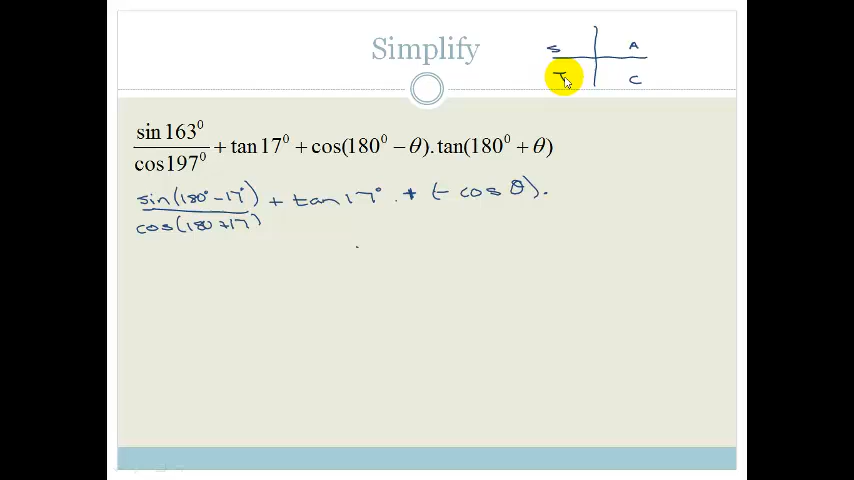 Simplify
S A
T C
sin 163⁰
cos 197⁰
+ tan 17⁰ + cos(180⁰ − θ).tan(180⁰ + θ)
sin(180° − 17°)
cos(180 + 17)
+ tan 17° + (− cos θ).